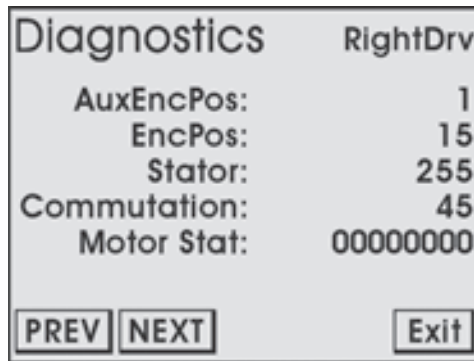 Diagnostics RightDrv
AuxEncPos: 1
EncPos: 15
Stator: 255
Commutation: 45
Motor Stat: 00000000
PREV NEXT Exit